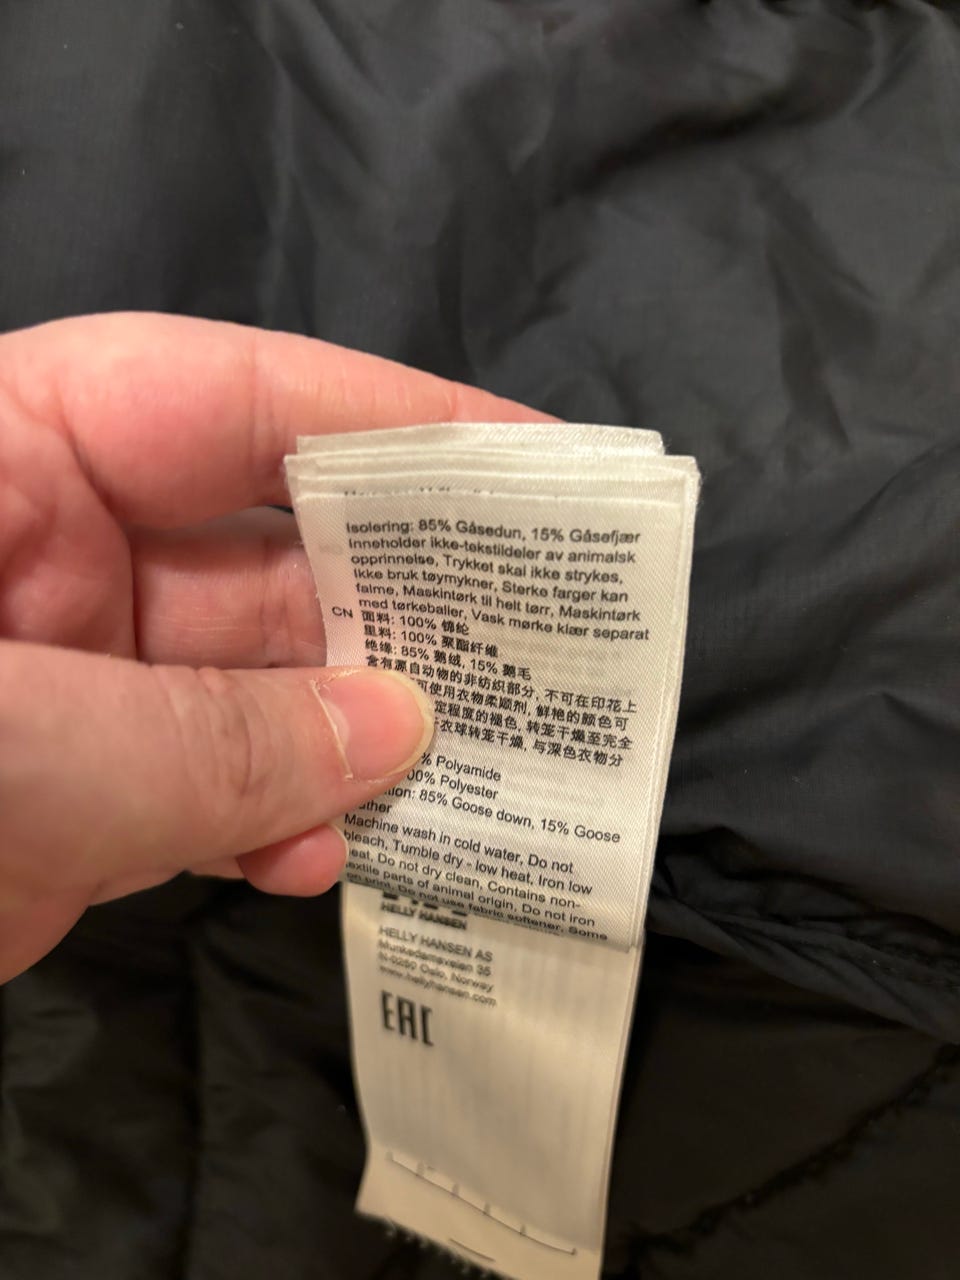 Isolering: 85% Gåsedun, 15% Gåsefjær
Inneholder ikke-tekstildeler av animalsk
opprinnelse, Trykket skal ikke strykes,
Ikke bruk tøymykner, Sterke farger kan
falme, Maskintørk til helt tørr, Maskintørk
med tørkeballer, Vask mørke klær separat
CN 面料: 100% 锦纶
里料: 100% 聚酯纤维
绝缘: 85% 鹅绒, 15% 鹅毛
含有源自动物的非纺织部分, 不可在印花上
可使用衣物柔顺剂, 鲜艳的颜色可
定程度的褪色, 转笼干燥至完全
衣球转笼干燥, 与深色衣物分
% Polyamide
00% Polyester
tion: 85% Goose down, 15% Goose
ther
Machine wash in cold water, Do not
bleach, Tumble dry - low heat, Iron low
eat, Do not dry clean, Contains non-
extile parts of animal origin, Do not iron
on print, Do not use fabric softener, Some
HELLY HANSEN
HELLY HANSEN AS
Munkedamsveien 35
N-0250 Oslo, Norway
www.hellyhansen.com
EAC